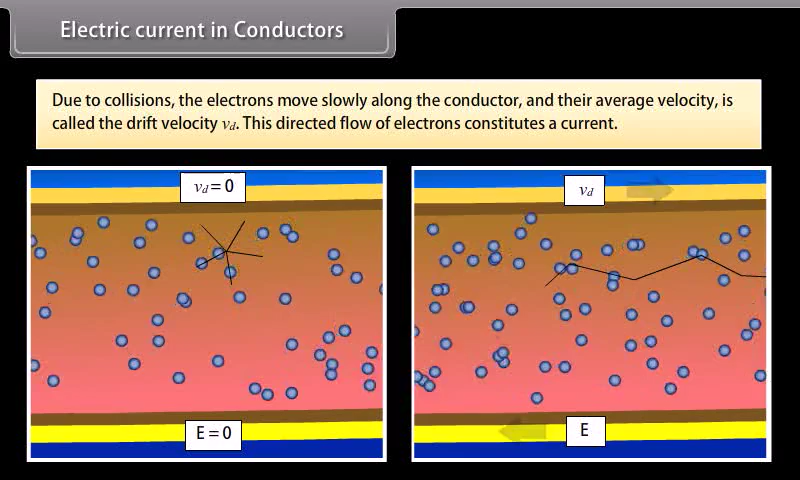 Electric current in Conductors
Due to collisions, the electrons move slowly along the conductor, and their average velocity, is
called the drift velocity vd. This directed flow of electrons constitutes a current.
vd = 0
vd
E = 0
E